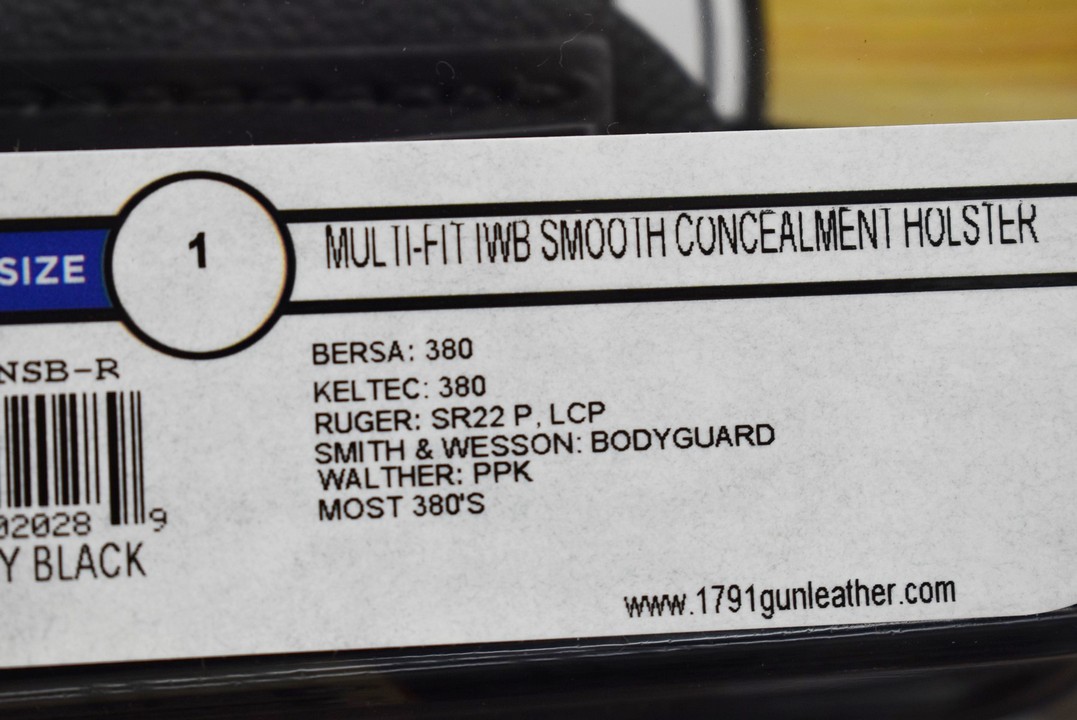 SIZE
1
MULTI-FIT IWB SMOOTH CONCEALMENT HOLSTER
NSB-R
BERSA: 380
KELTEC: 380
RUGER: SR22 P, LCP
SMITH & WESSON: BODYGUARD
WALTHER: PPK
MOST 380'S
02028 9
Y BLACK
www.1791gunleather.com